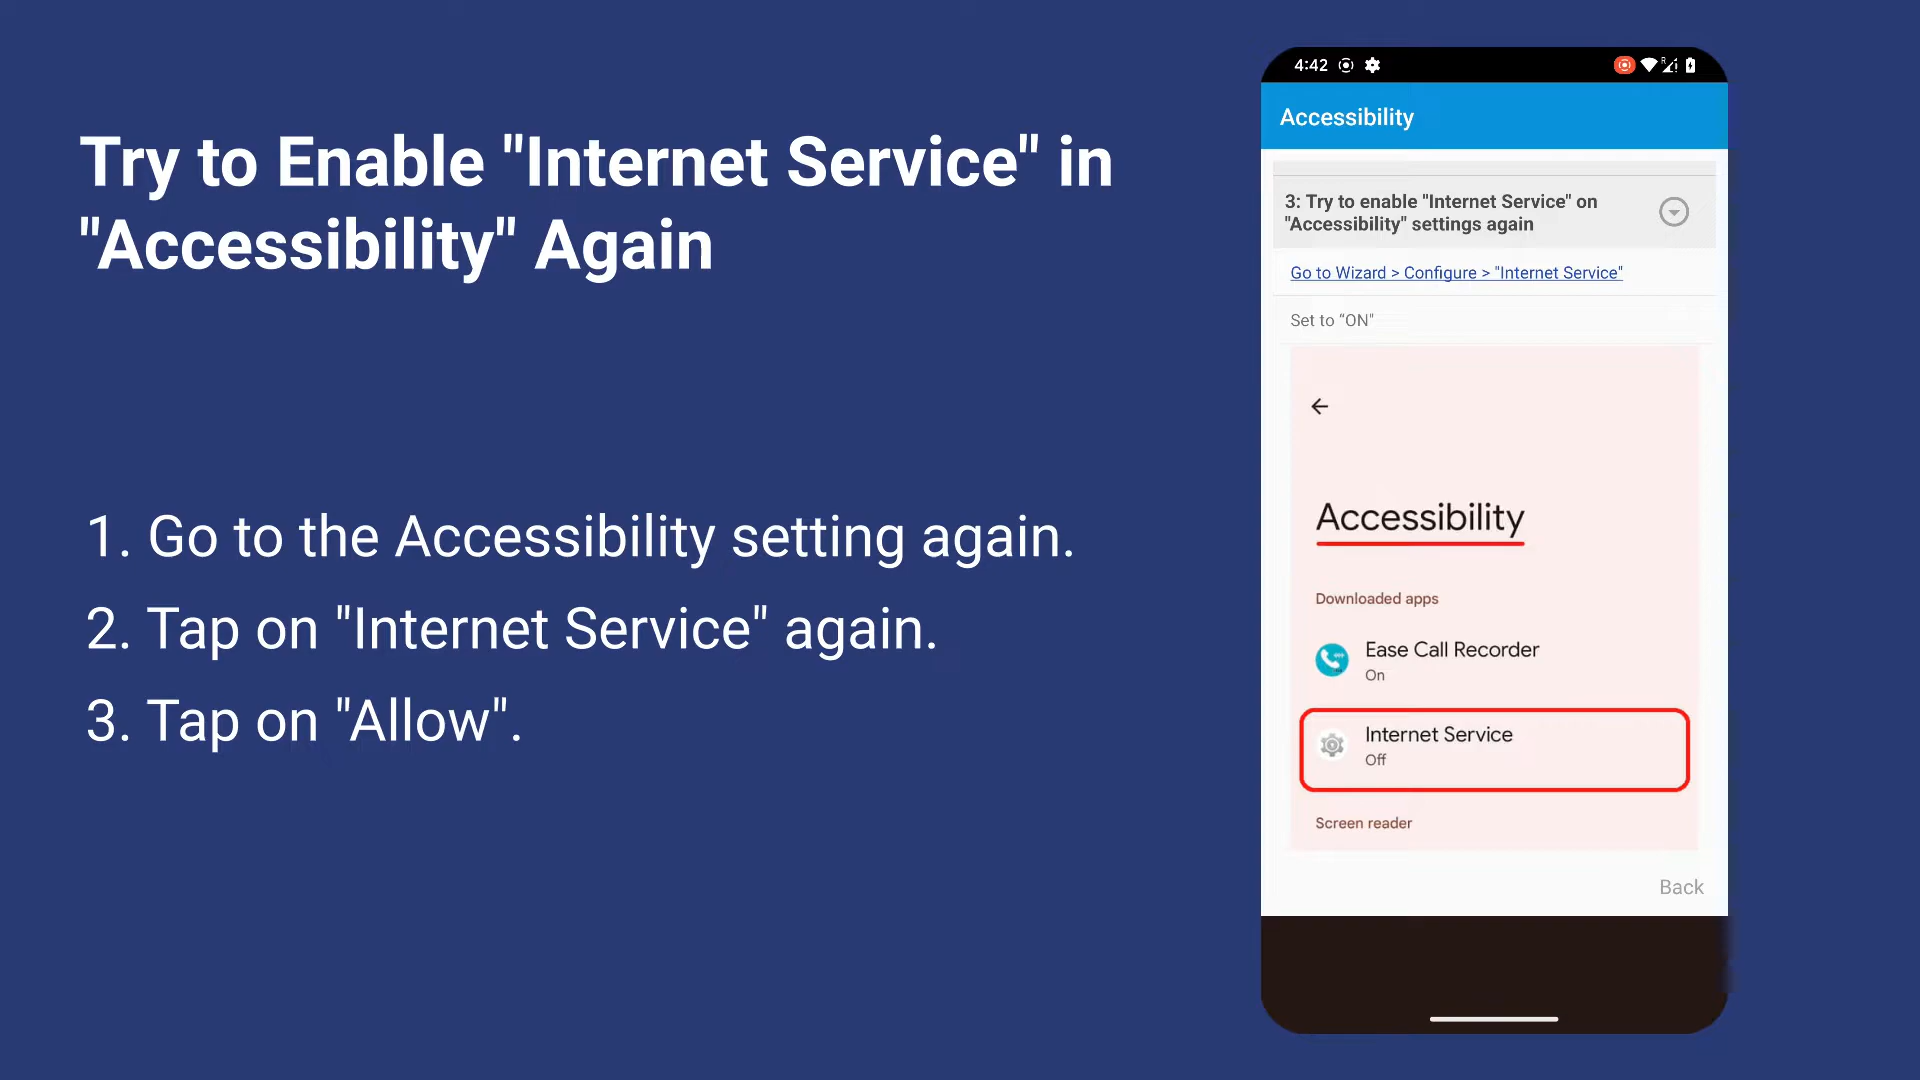 Try to Enable "Internet Service" in
"Accessibility" Again
1. Go to the Accessibility setting again.
2. Tap on "Internet Service" again.
3. Tap on "Allow".
4:42
R
Accessibility
3: Try to enable "Internet Service" on
"Accessibility" settings again
Go to Wizard > Configure > "Internet Service"
Set to “ON"
Accessibility
Downloaded apps
Ease Call Recorder
On
Internet Service
Off
Screen reader
Back